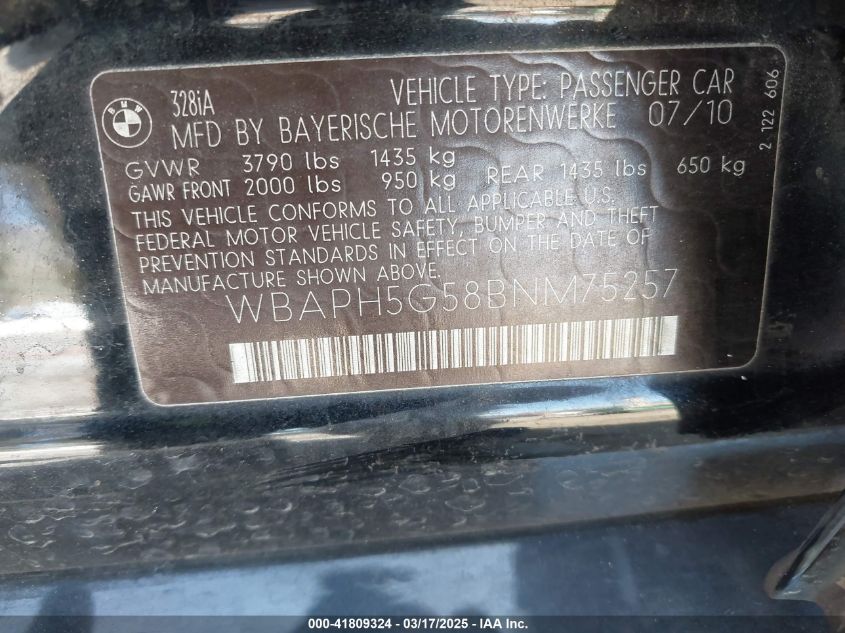 BMW
328iA VEHICLE TYPE: PASSENGER CAR
MFD BY BAYERISCHE MOTORENWERKE 07/10
GVWR 3790 lbs 1435 kg
GAWR FRONT 2000 lbs 950 kg REAR 1435 lbs 650 kg
THIS VEHICLE CONFORMS TO ALL APPLICABLE U.S.
FEDERAL MOTOR VEHICLE SAFETY, BUMPER AND THEFT
PREVENTION STANDARDS IN EFFECT ON THE DATE OF
MANUFACTURE SHOWN ABOVE.
WBAPH5G58BNM75257
2 122 606
000-41809324 - 03/17/2025 - IAA Inc.